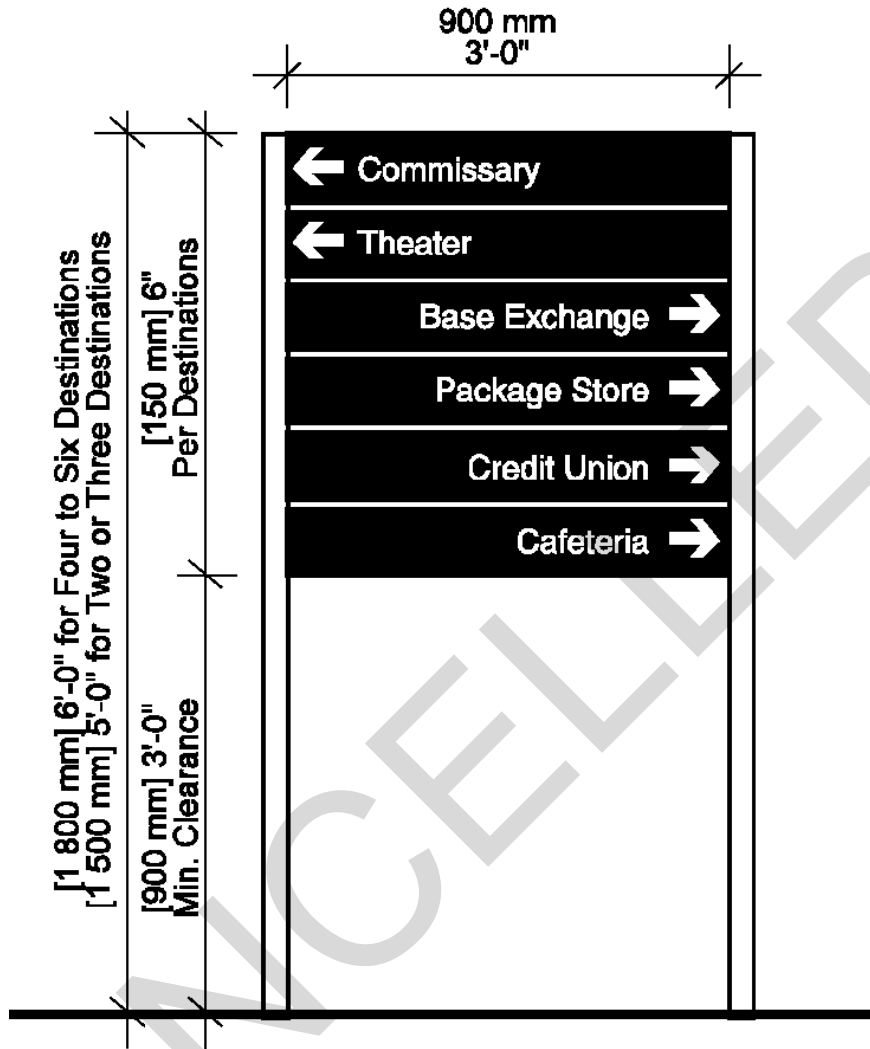 900 mm
3'-0"
Commissary
Theater
Base Exchange
Package Store
Credit Union
Cafeteria
[1 800 mm] 6'-0" for Four to Six Destinations
[1 500 mm] 5'-0" for Two or Three Destinations
[150 mm] 6"
Per Destinations
[900 mm] 3'-0"
Min. Clearance
NCELLED